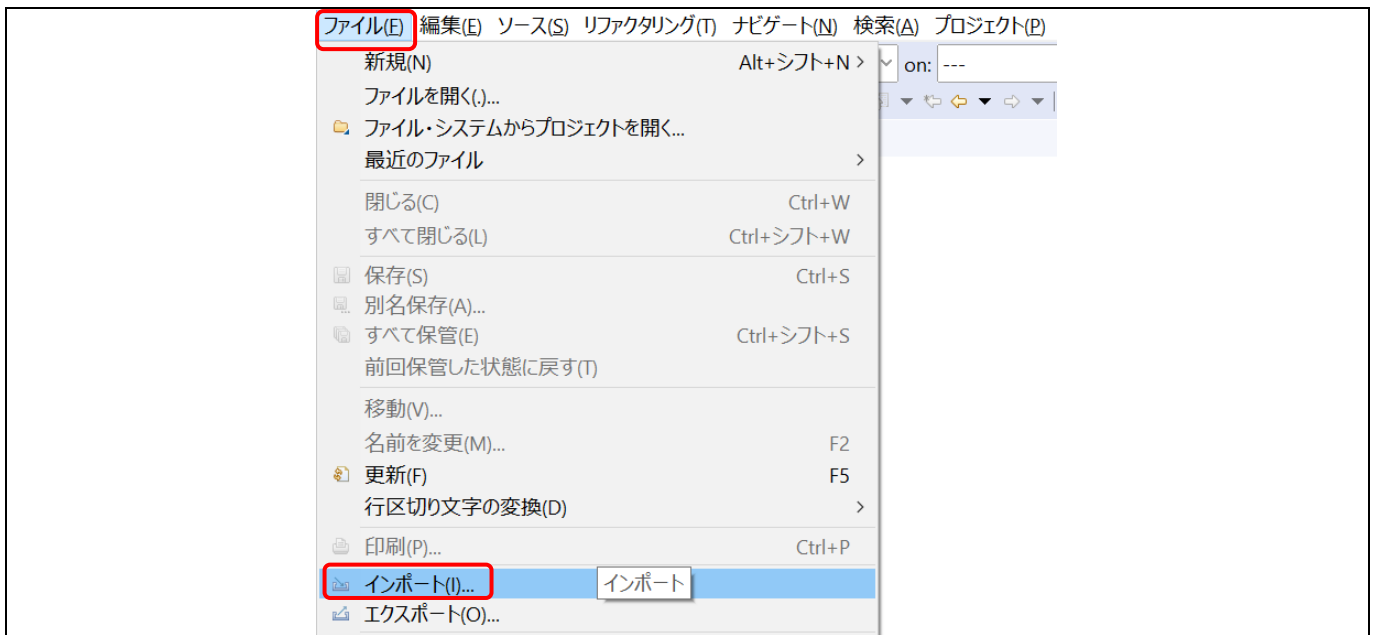 ファイル(F) 編集(E) ソース(S) リファクタリング(T) ナビゲート(N) 検索(A) プロジェクト(P)
新規(N) Alt+シフト+N > on: ---
ファイルを開く(.)...
ファイル・システムからプロジェクトを開く...
最近のファイル >
閉じる(C) Ctrl+W
すべて閉じる(L) Ctrl+シフト+W
保存(S) Ctrl+S
別名保存(A)...
すべて保管(E) Ctrl+シフト+S
前回保管した状態に戻す(T)
移動(V)...
名前を変更(M)... F2
更新(F) F5
行区切り文字の変換(D) >
印刷(P)... Ctrl+P
インポート(I)... インポート
エクスポート(O)...